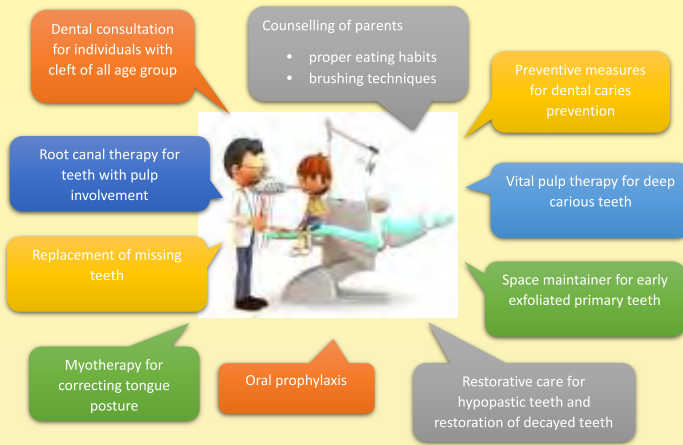 Dental consultation
for individuals with
cleft of all age group
Counselling of parents
• proper eating habits
• brushing techniques
Preventive measures
for dental caries
prevention
Root canal therapy for
teeth with pulp
involvement
Vital pulp therapy for deep
carious teeth
Replacement of missing
teeth
Space maintainer for early
exfoliated primary teeth
Myotherapy for
correcting tongue
posture
Oral prophylaxis
Restorative care for
hypopastic teeth and
restoration of decayed teeth